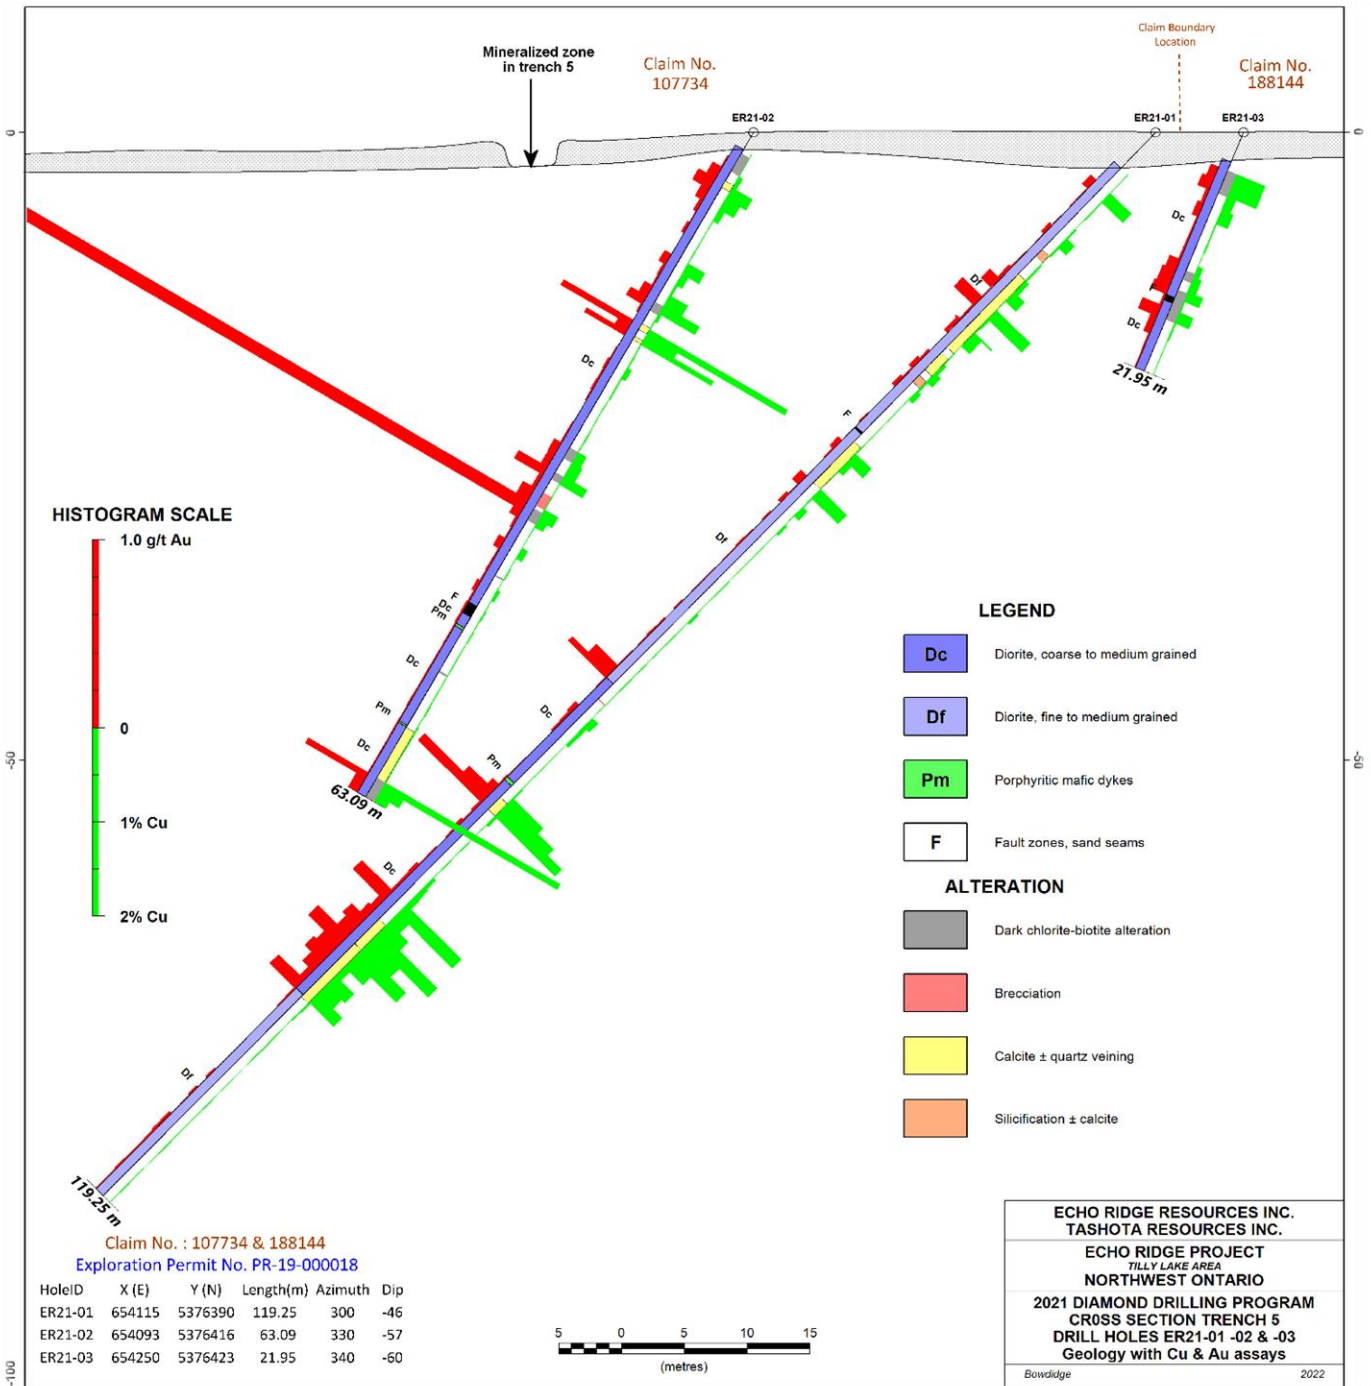 Claim Boundary
Location
Mineralized zone
in trench 5
Claim No.
107734
Claim No.
188144
ER21-02
ER21-01
ER21-03
0
0
Dc
F
Dc
21.95 m
Df
Dc
F
Df
HISTOGRAM SCALE
1.0 g/t Au
0
1% Cu
2% Cu
F
Dc
Pm
Dc
Pm
Dc
63.09 m
Dc
Pm
Dc
Df
119.25 m
-50
-50
-100
LEGEND
Dc Diorite, coarse to medium grained
Df Diorite, fine to medium grained
Pm Porphyritic mafic dykes
F Fault zones, sand seams
ALTERATION
Dark chlorite-biotite alteration
Brecciation
Calcite ± quartz veining
Silicification ± calcite
Claim No. : 107734 & 188144
Exploration Permit No. PR-19-000018
HoleID X (E) Y (N) Length(m) Azimuth Dip
ER21-01 654115 5376390 119.25 300 -46
ER21-02 654093 5376416 63.09 330 -57
ER21-03 654250 5376423 21.95 340 -60
5 0 5 10 15
(metres)
ECHO RIDGE RESOURCES INC.
TASHOTA RESOURCES INC.
ECHO RIDGE PROJECT
TILLY LAKE AREA
NORTHWEST ONTARIO
2021 DIAMOND DRILLING PROGRAM
CR0SS SECTION TRENCH 5
DRILL HOLES ER21-01 -02 & -03
Geology with Cu & Au assays
Bowdidge 2022